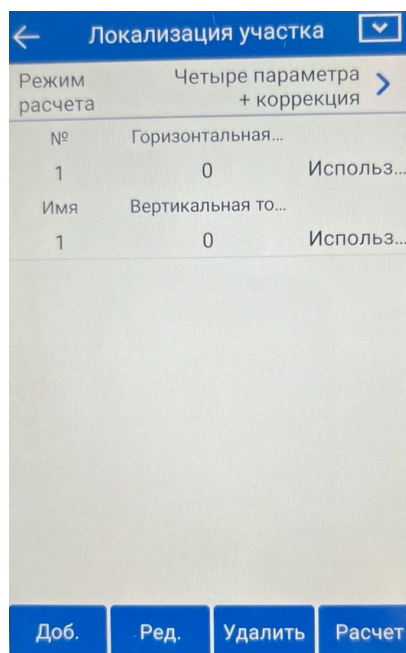 Локализация участка
Режим расчета
Четыре параметра + коррекция
№ Горизонтальная...
1 0 Использ...
Имя Вертикальная то...
1 0 Использ...
Доб. Ред. Удалить Расчет